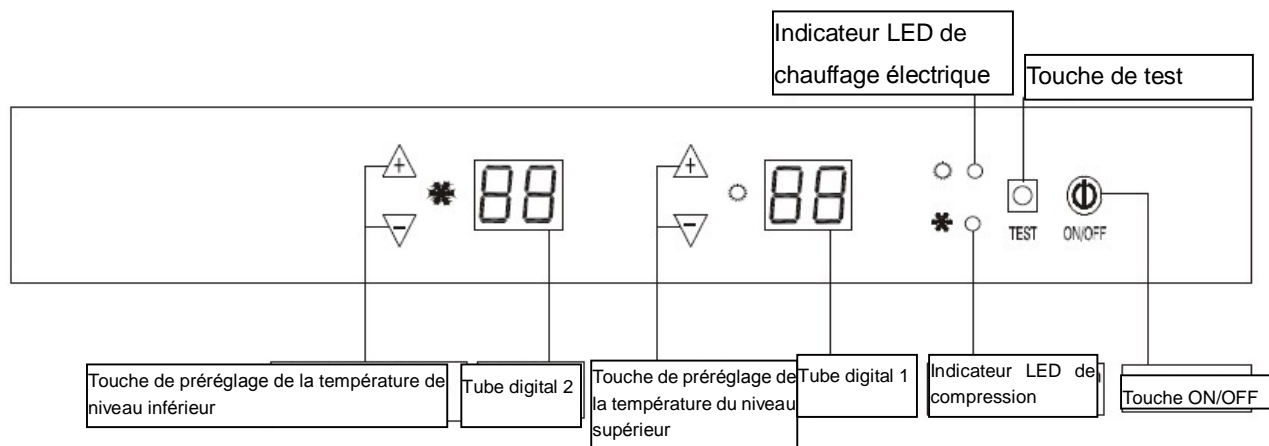 Indicateur LED de
chauffage électrique
Touche de test
88
88
TEST
ON/OFF
Touche de préréglage de la température de
niveau inférieur
Tube digital 2
Touche de préréglage de
la température du niveau
supérieur
Tube digital 1
Indicateur LED de
compression
Touche ON/OFF